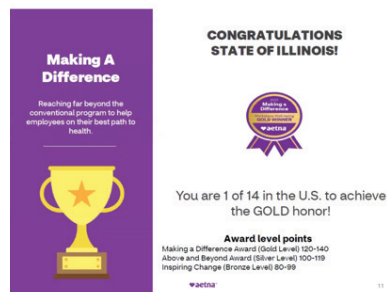 Making A
Difference
Reaching far beyond the
conventional program to help
employees on their best path to
health.
CONGRATULATIONS
STATE OF ILLINOIS!
Making a
Difference
GOLD WINNER
♥aetna
You are 1 of 14 in the U.S. to achieve
the GOLD honor!
Award level points
Making a Difference Award (Gold Level) 120-140
Above and Beyond Award (Silver Level) 100-119
Inspiring Change (Bronze Level) 80-99
♥aetna